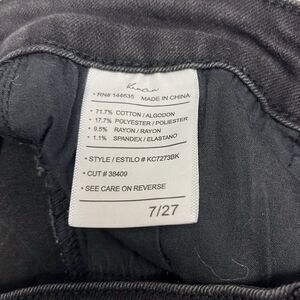 Kancan
• RN# 144635 MADE IN CHINA
• 71.7% COTTON / ALGODON
• 17.7% POLYESTER / POLIESTER
• 9.5% RAYON / RAYON
• 1.1% SPANDEX / ELASTANO
• STYLE / ESTILO # KC7273BK
• CUT # 38409
• SEE CARE ON REVERSE
7/27